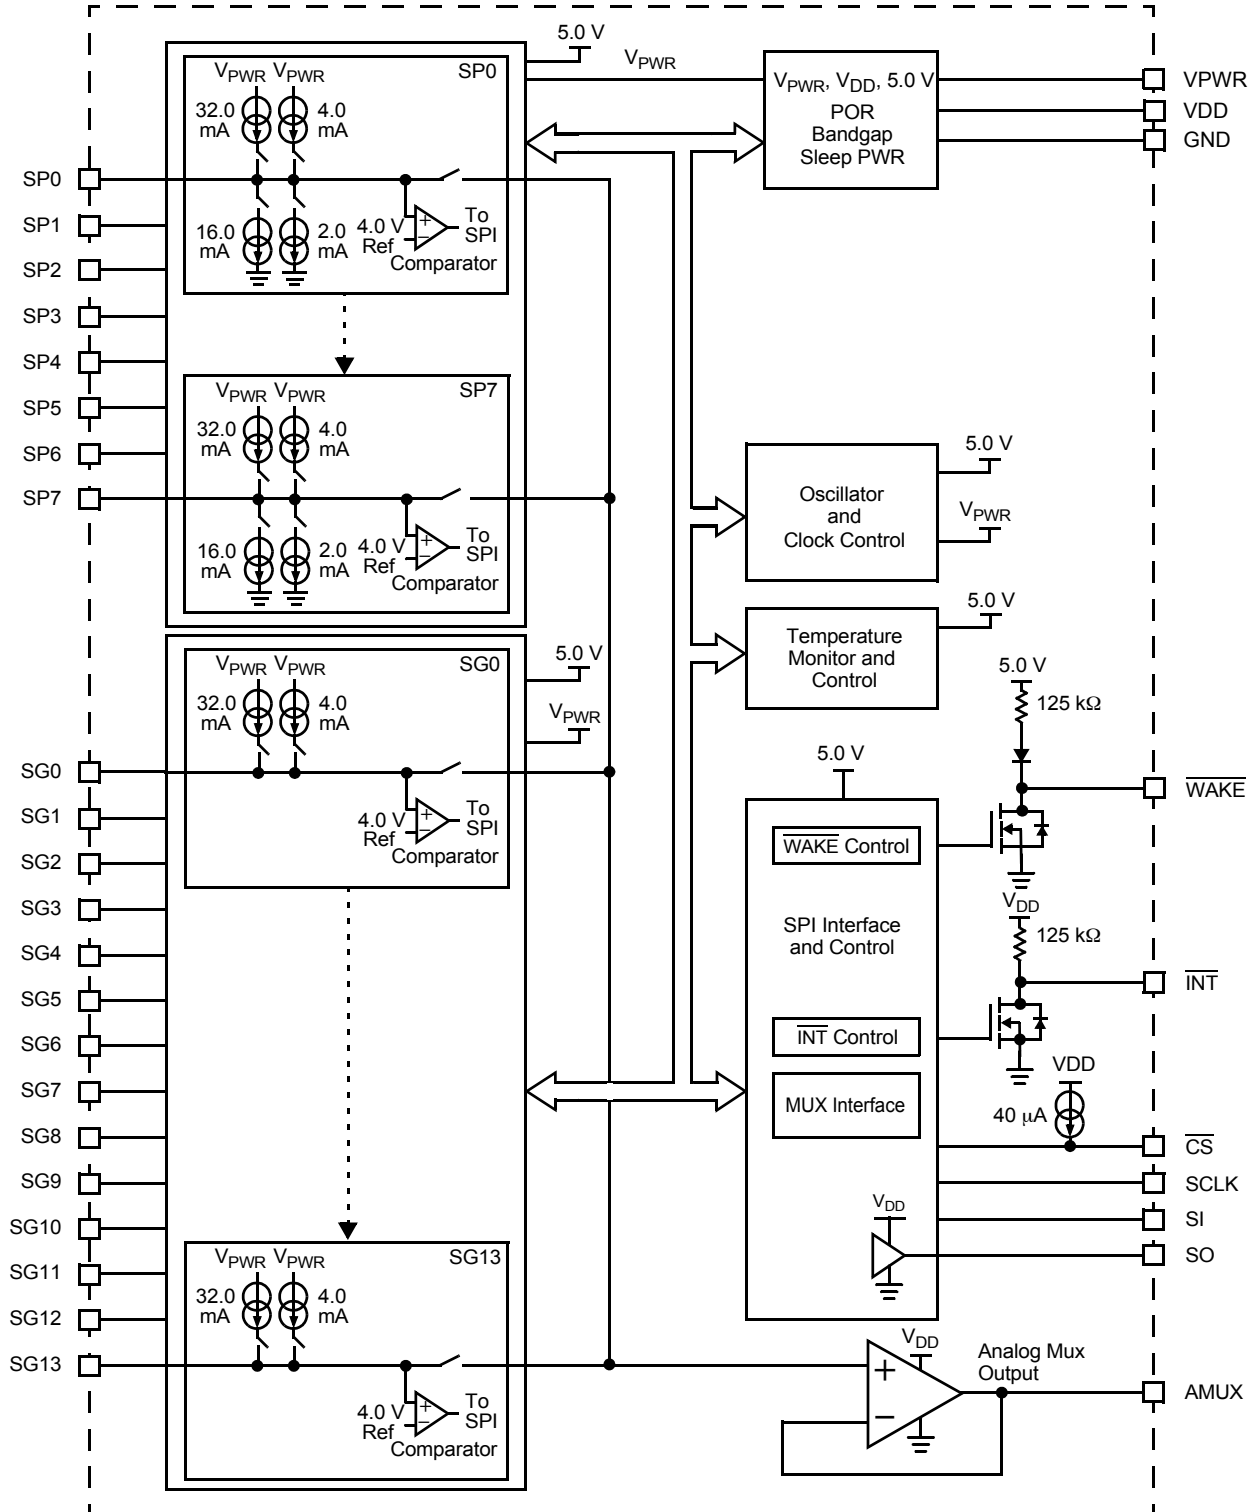 5.0 V
VPWR
SP0
VPWR VPWR
32.0 mA
4.0 mA
16.0 mA
2.0 mA
4.0 V Ref
+
–
To SPI
Comparator
VPWR, VDD, 5.0 V
POR
Bandgap
Sleep PWR
VPWR
VDD
GND
SP0
SP1
SP2
SP3
SP4
SP5
SP6
SP7
SP7
VPWR VPWR
32.0 mA
4.0 mA
16.0 mA
2.0 mA
4.0 V Ref
+
–
To SPI
Comparator
5.0 V
VPWR
Oscillator
and
Clock Control
5.0 V
Temperature
Monitor and
Control
SG0
VPWR VPWR
32.0 mA
4.0 mA
4.0 V Ref
+
–
To SPI
Comparator
5.0 V
VPWR
SG0
SG1
SG2
SG3
SG4
SG5
SG6
SG7
SG8
SG9
SG10
SG11
SG12
SG13
5.0 V
125 kΩ
WAKE
5.0 V
WAKE Control
SPI Interface
and Control
VDD
125 kΩ
INT
INT Control
MUX Interface
VDD
40 μA
CS
SCLK
SI
SO
VDD
SG13
VPWR VPWR
32.0 mA
4.0 mA
4.0 V Ref
+
–
To SPI
Comparator
VDD
+
–
Analog Mux
Output
AMUX